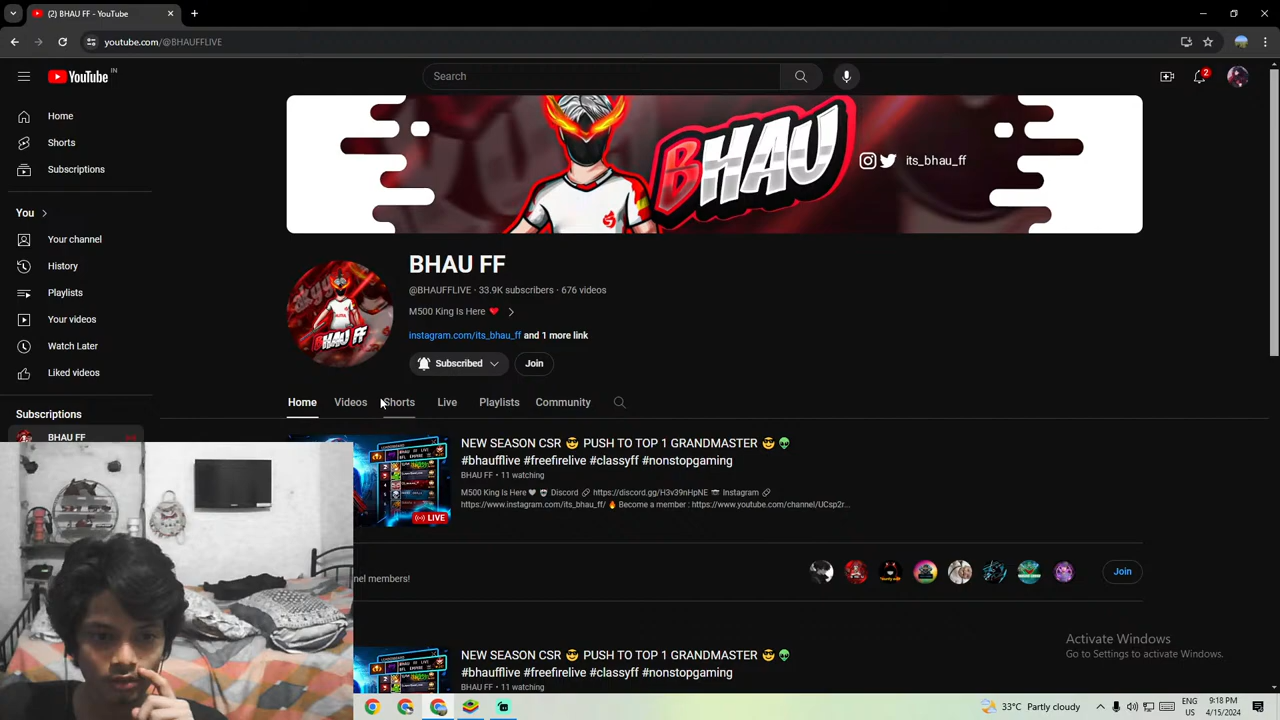 (2) BHAU FF - YouTube
youtube.com/@BHAUFFLIVE
YouTube IN
Search
2
Home
Shorts
Subscriptions
You
Your channel
History
Playlists
Your videos
Watch Later
Liked videos
Subscriptions
BHAU FF
BHAU
its_bhau_ff
BHAU FF
BHAU FF
@BHAUFFLIVE · 33.9K subscribers · 676 videos
M500 King Is Here ❤️
instagram.com/its_bhau_ff and 1 more link
Subscribed
Join
Home
Videos
Shorts
Live
Playlists
Community
NEW SEASON CSR 😎 PUSH TO TOP 1 GRANDMASTER 😎 👽
#bhaufflive #freefirelive #classyff #nonstopgaming
BHAU FF • 11 watching
M500 King Is Here
Discord
https://discord.gg/H3v39nHpNE
Instagram
https://www.instagram.com/its_bhau_ff/ 🔥 Become a member : https://www.youtube.com/channel/UCsp2r...
LIVE
nel members!
Join
NEW SEASON CSR 😎 PUSH TO TOP 1 GRANDMASTER 😎 👽
#bhaufflive #freefirelive #classyff #nonstopgaming
BHAU FF • 11 watching
Activate Windows
Go to Settings to activate Windows.
33°C Partly cloudy
ENG
US
9:18 PM
4/15/2024